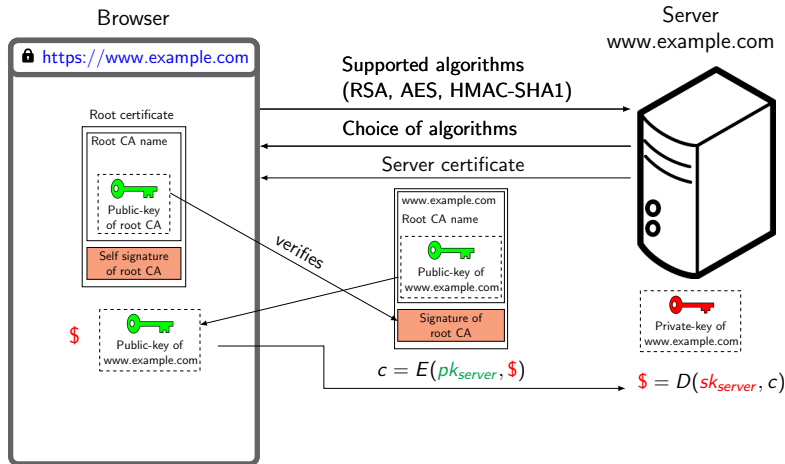 Browser
Server
www.example.com
https://www.example.com
Supported algorithms
(RSA, AES, HMAC-SHA1)
Choice of algorithms
Server certificate
Root certificate
Root CA name
Public-key
of root CA
Self signature
of root CA
verifies
www.example.com
Root CA name
Public-key of
www.example.com
Signature of
root CA
$
Public-key of
www.example.com
c = E(pk_server, $)
Private-key of
www.example.com
$ = D(sk_server, c)